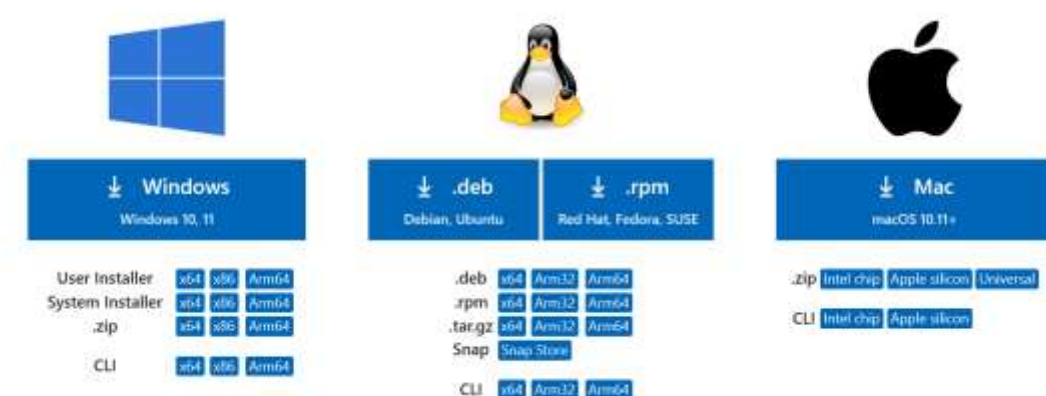 Windows
Windows 10, 11
User Installer x64 x86 Arm64
System Installer x64 x86 Arm64
.zip x64 x86 Arm64
CLI x64 x86 Arm64
.deb
Debian, Ubuntu
.rpm
Red Hat, Fedora, SUSE
.deb x64 Arm32 Arm64
.rpm x64 Arm32 Arm64
.tar.gz x64 Arm32 Arm64
Snap Snap Store
CLI x64 Arm32 Arm64
Mac
macOS 10.11+
.zip Intel chip Apple silicon Universal
CLI Intel chip Apple silicon